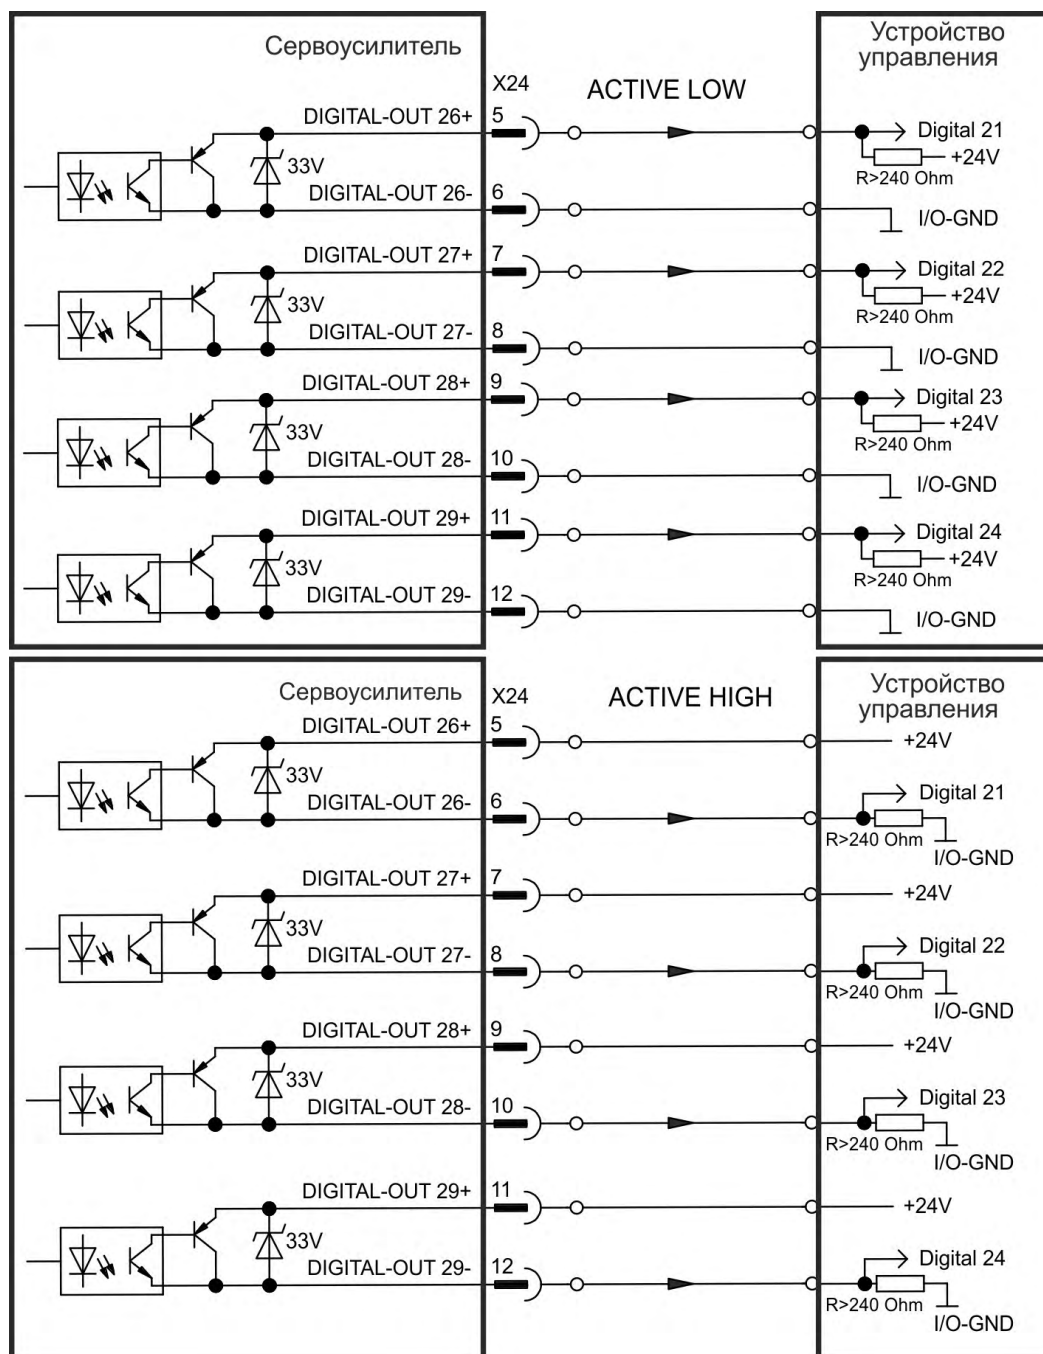 Сервоусилитель
Устройство
управления
X24
ACTIVE LOW
DIGITAL-OUT 26+
5
Digital 21
33V
+24V
R>240 Ohm
DIGITAL-OUT 26-
6
I/O-GND
DIGITAL-OUT 27+
7
Digital 22
33V
+24V
R>240 Ohm
DIGITAL-OUT 27-
8
I/O-GND
DIGITAL-OUT 28+
9
Digital 23
33V
+24V
R>240 Ohm
DIGITAL-OUT 28-
10
I/O-GND
DIGITAL-OUT 29+
11
Digital 24
33V
+24V
R>240 Ohm
DIGITAL-OUT 29-
12
I/O-GND
Сервоусилитель
Устройство
управления
X24
ACTIVE HIGH
DIGITAL-OUT 26+
5
+24V
33V
DIGITAL-OUT 26-
6
Digital 21
R>240 Ohm
I/O-GND
DIGITAL-OUT 27+
7
+24V
33V
DIGITAL-OUT 27-
8
Digital 22
R>240 Ohm
I/O-GND
DIGITAL-OUT 28+
9
+24V
33V
DIGITAL-OUT 28-
10
Digital 23
R>240 Ohm
I/O-GND
DIGITAL-OUT 29+
11
+24V
33V
DIGITAL-OUT 29-
12
Digital 24
R>240 Ohm
I/O-GND